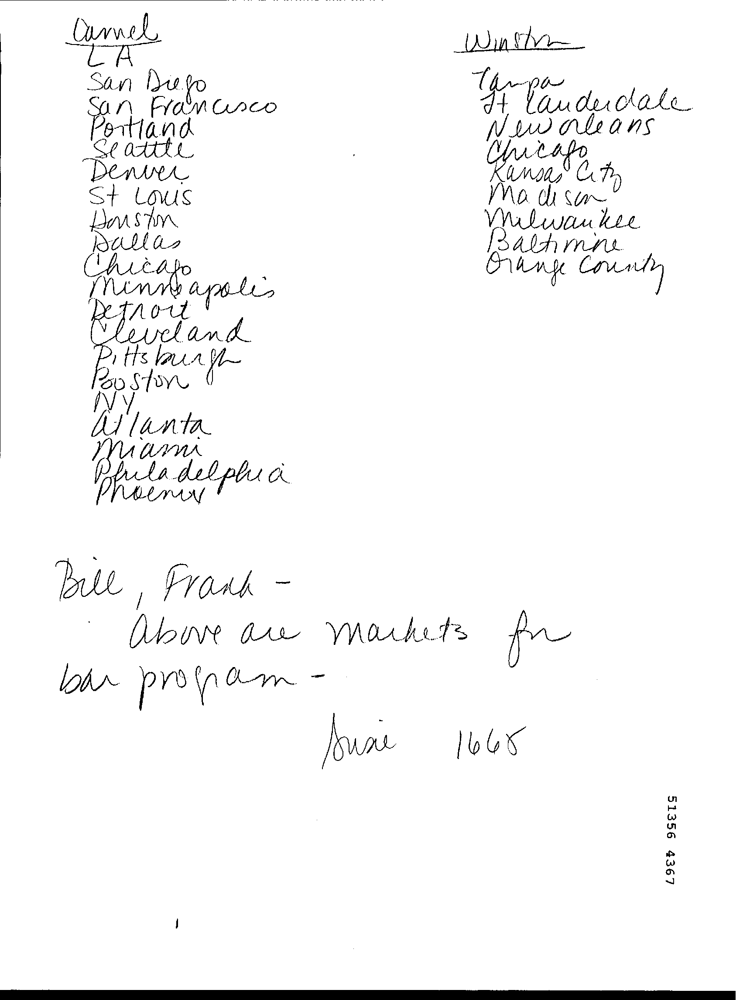 Camel
LA
San Diego
San Francisco
Portland
Seattle
Denver
St Louis
Houston
Dallas
Chicago
Minneapolis
Detroit
Cleveland
Pittsburgh
Boston
NY
Atlanta
Miami
Philadelphia
Phoenix
Winston
Tampa
Ft Lauderdale
New Orleans
Chicago
Kansas City
Madison
Milwaukee
Baltimore
Orange County
Bill, Frank -
Above are markets for
bar program -
Susie 1668
51356 4367